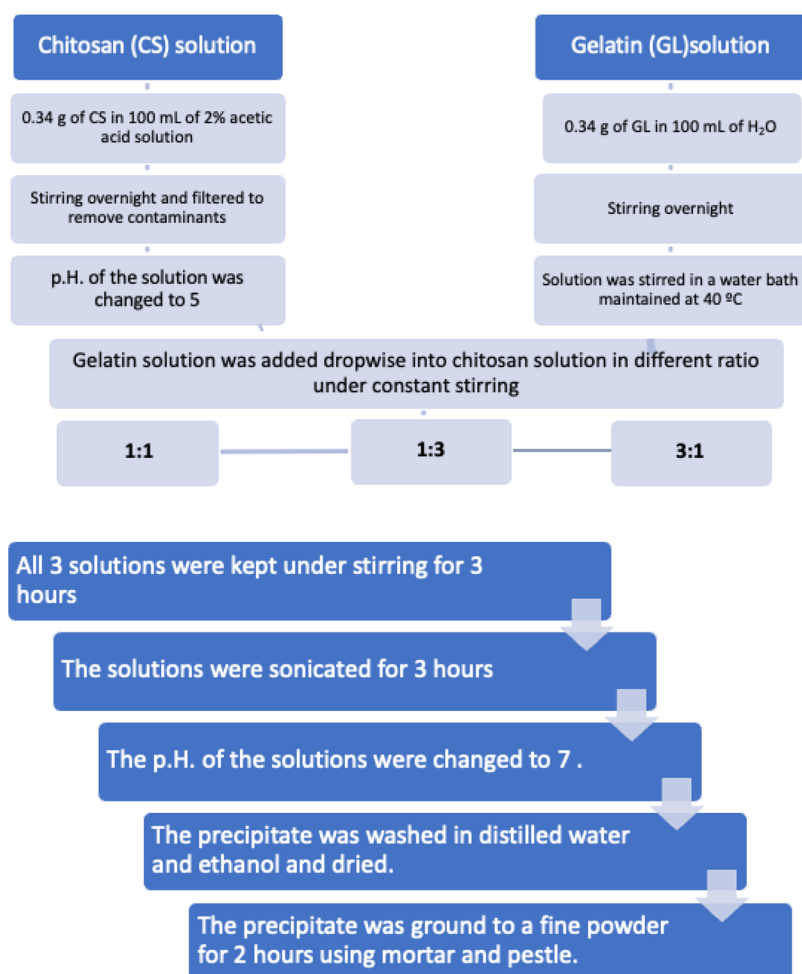 Chitosan (CS) solution
Gelatin (GL)solution
0.34 g of CS in 100 mL of 2% acetic
acid solution
0.34 g of GL in 100 mL of H₂O
Stirring overnight and filtered to
remove contaminants
Stirring overnight
p.H. of the solution was
changed to 5
Solution was stirred in a water bath
maintained at 40 ºC
Gelatin solution was added dropwise into chitosan solution in different ratio
under constant stirring
1:1
1:3
3:1
All 3 solutions were kept under stirring for 3
hours
The solutions were sonicated for 3 hours
The p.H. of the solutions were changed to 7 .
The precipitate was washed in distilled water
and ethanol and dried.
The precipitate was ground to a fine powder
for 2 hours using mortar and pestle.